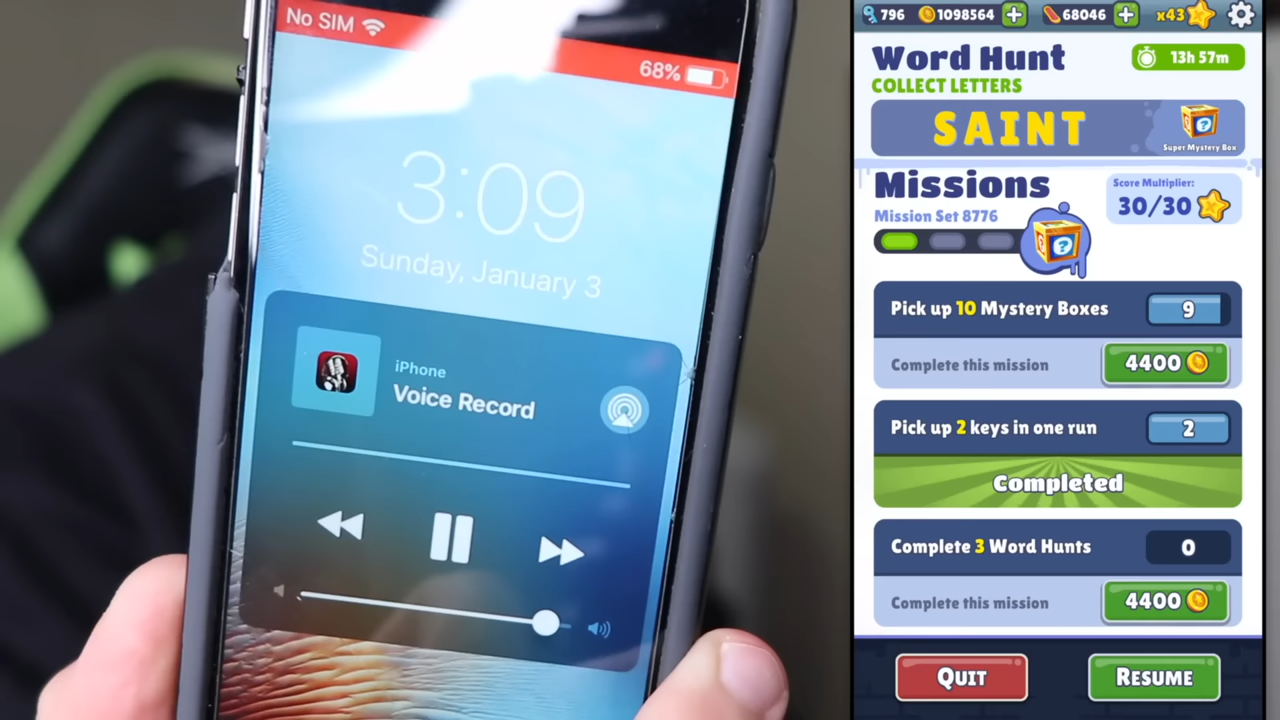 No SIM
68%
3:09
Sunday, January 3
iPhone
Voice Record
796
1098564
68046
x43
Word Hunt
13h 57m
COLLECT LETTERS
SAINT
Super Mystery Box
Missions
Score Multiplier:
30/30
Mission Set 8776
Pick up 10 Mystery Boxes
9
Complete this mission
4400
Pick up 2 keys in one run
2
Completed
Complete 3 Word Hunts
0
Complete this mission
4400
QUIT
RESUME